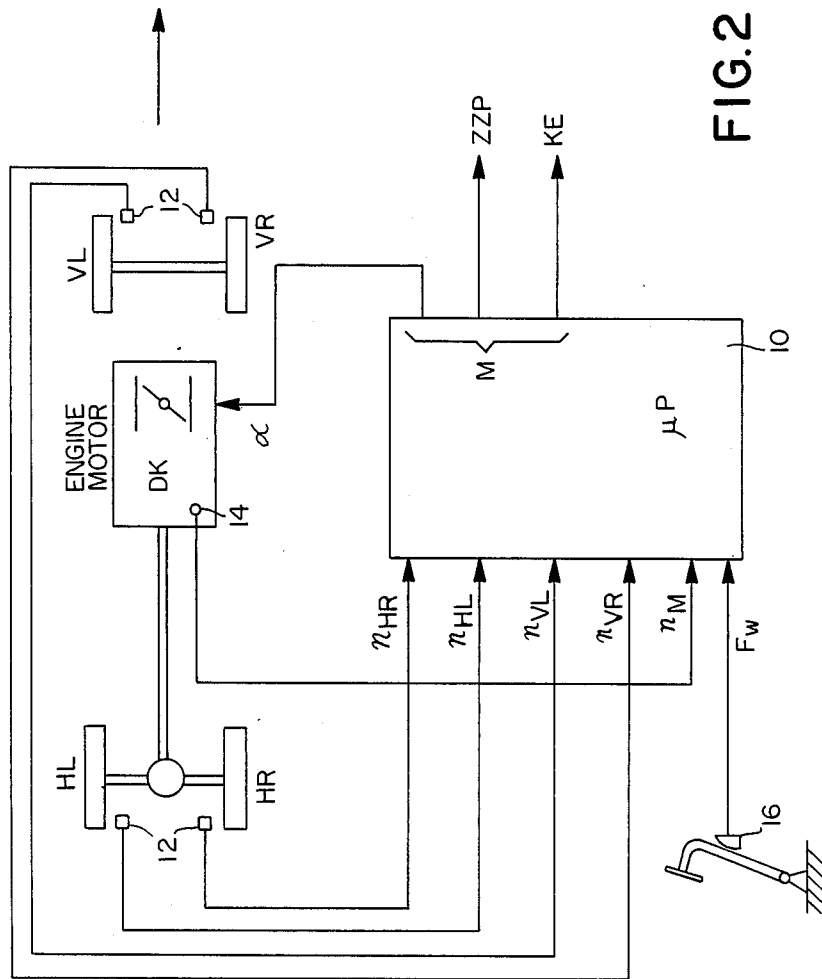 VL
12
VR
ENGINE
MOTOR
DK
14
α
HL
12
HR
ZZP
KE
M
μP
10
n_HR
n_HL
n_VL
n_VR
n_M
F_W
16
FIG.2